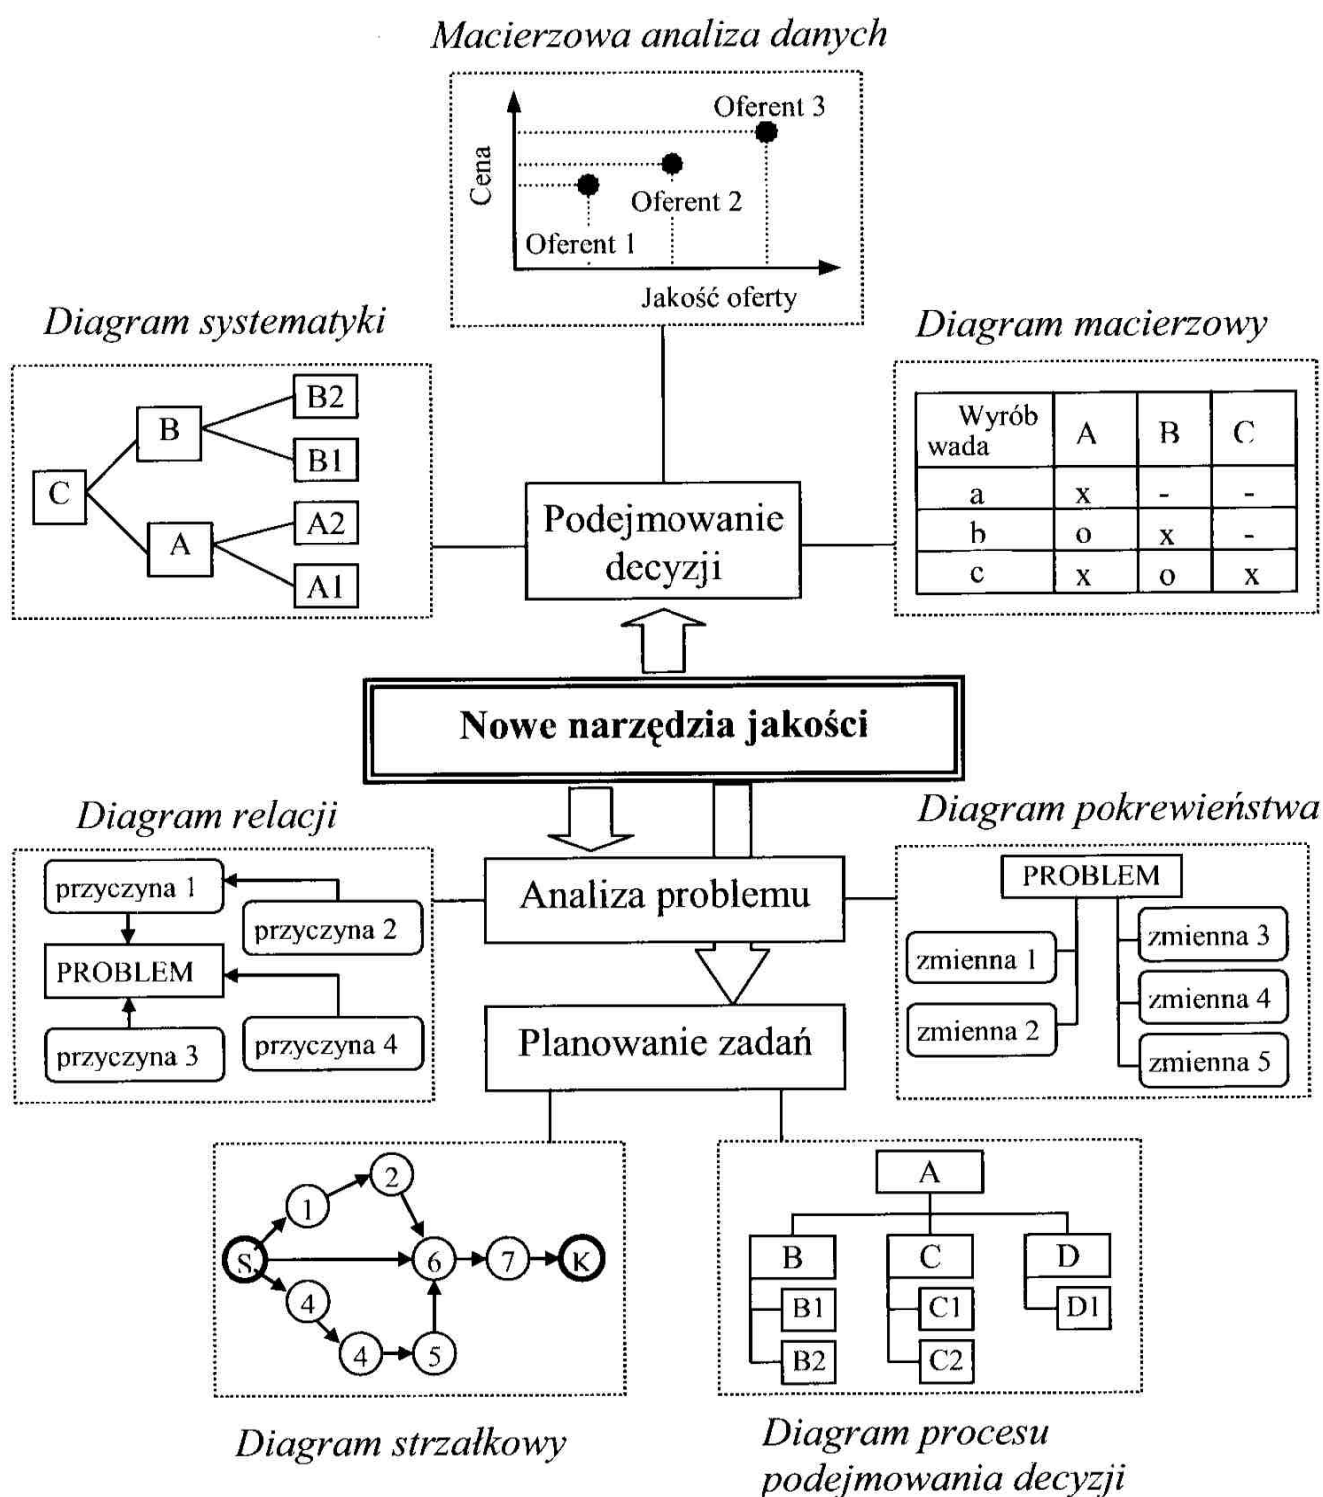 Macierzowa analiza danych
Cena
Oferent 3
Oferent 2
Oferent 1
Jakość oferty
Diagram systematyki
C
B
A
B2
B1
A2
A1
Diagram macierzowy
Wyrób
wada A B C
a x - -
b o x -
c x o x
Podejmowanie
decyzji
Nowe narzędzia jakości
Diagram relacji
przyczyna 1
przyczyna 2
PROBLEM
przyczyna 3
przyczyna 4
Analiza problemu
Diagram pokrewieństwa
PROBLEM
zmienna 1
zmienna 2
zmienna 3
zmienna 4
zmienna 5
Planowanie zadań
S
1
2
4
4
5
6
7
K
Diagram strzałkowy
A
B C D
B1 C1 D1
B2 C2
Diagram procesu
podejmowania decyzji